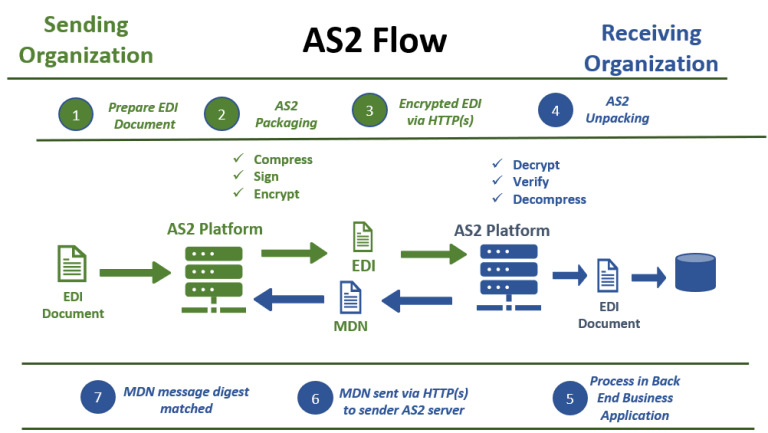 Sending
Organization
AS2 Flow
Receiving
Organization
1
Prepare EDI
Document
2
AS2
Packaging
3
Encrypted EDI
via HTTP(s)
4
AS2
Unpacking
✓ Compress
✓ Sign
✓ Encrypt
✓ Decrypt
✓ Verify
✓ Decompress
AS2 Platform
EDI
AS2 Platform
EDI
Document
MDN
EDI
Document
7
MDN message digest
matched
6
MDN sent via HTTP(s)
to sender AS2 server
5
Process in Back
End Business
Application